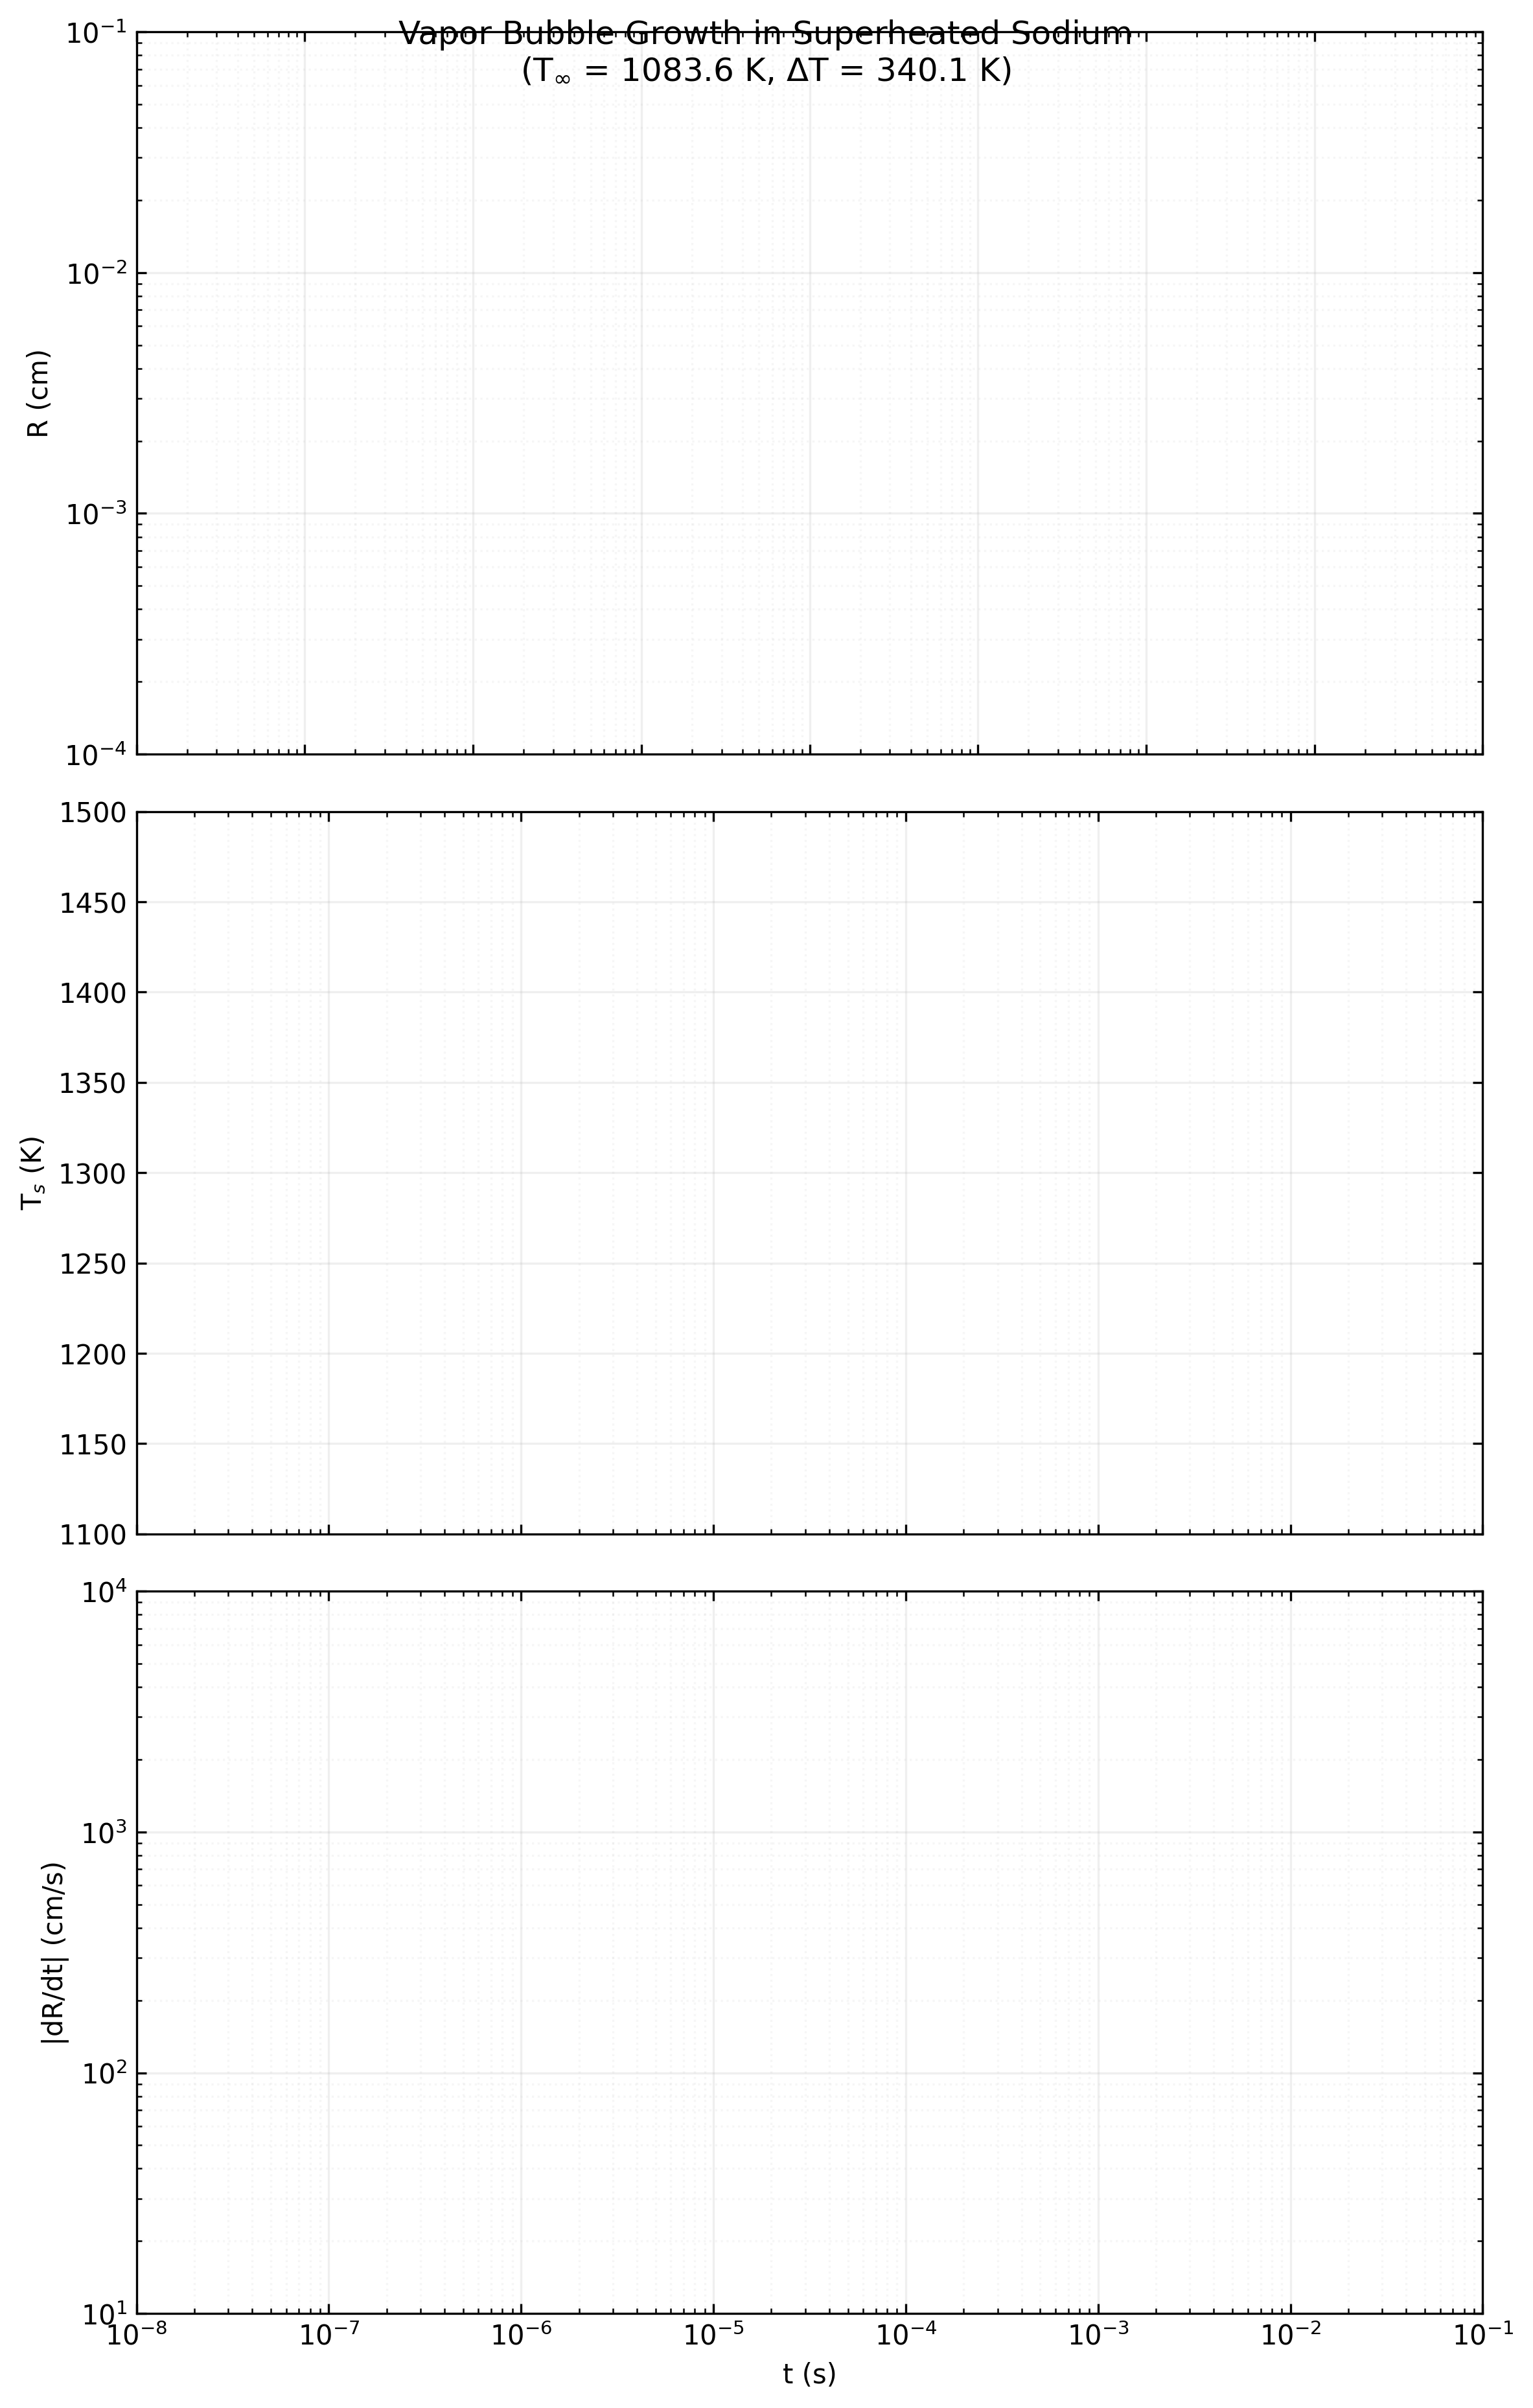 Vapor Bubble Growth in Superheated Sodium
(T∞ = 1083.6 K, ΔT = 340.1 K)
10⁻¹
10⁻²
10⁻³
10⁻⁴
R (cm)
1500
1450
1400
1350
1300
1250
1200
1150
1100
Tₛ (K)
10⁴
10³
10²
10¹
|dR/dt| (cm/s)
10⁻⁸ 10⁻⁷ 10⁻⁶ 10⁻⁵ 10⁻⁴ 10⁻³ 10⁻² 10⁻¹
t (s)